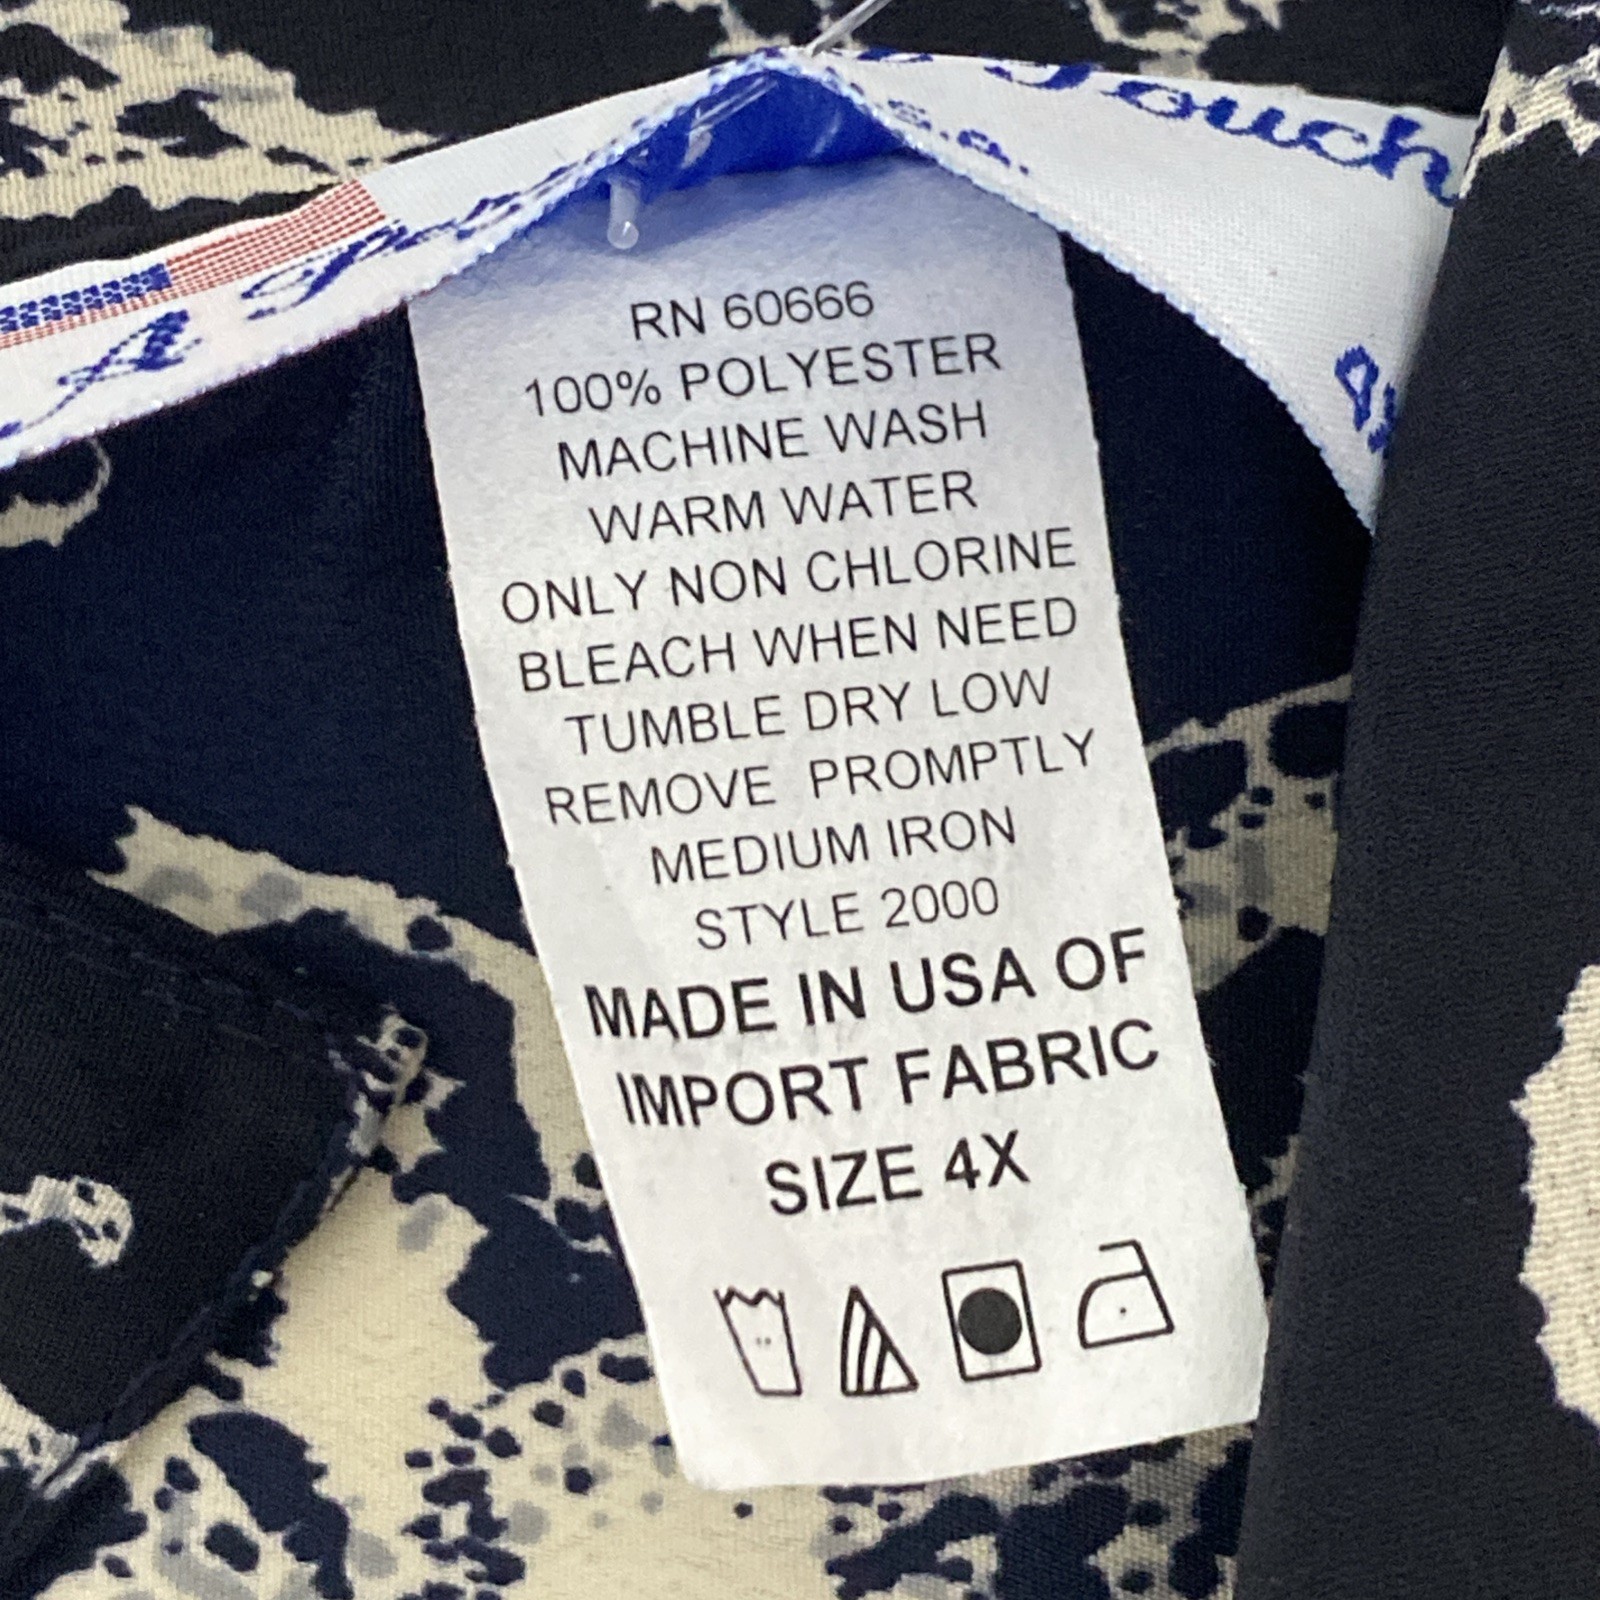 Touch
s.a.
A
RN 60666
100% POLYESTER
MACHINE WASH
WARM WATER
ONLY NON CHLORINE
BLEACH WHEN NEED
TUMBLE DRY LOW
REMOVE PROMPTLY
MEDIUM IRON
STYLE 2000
MADE IN USA OF
IMPORT FABRIC
SIZE 4X